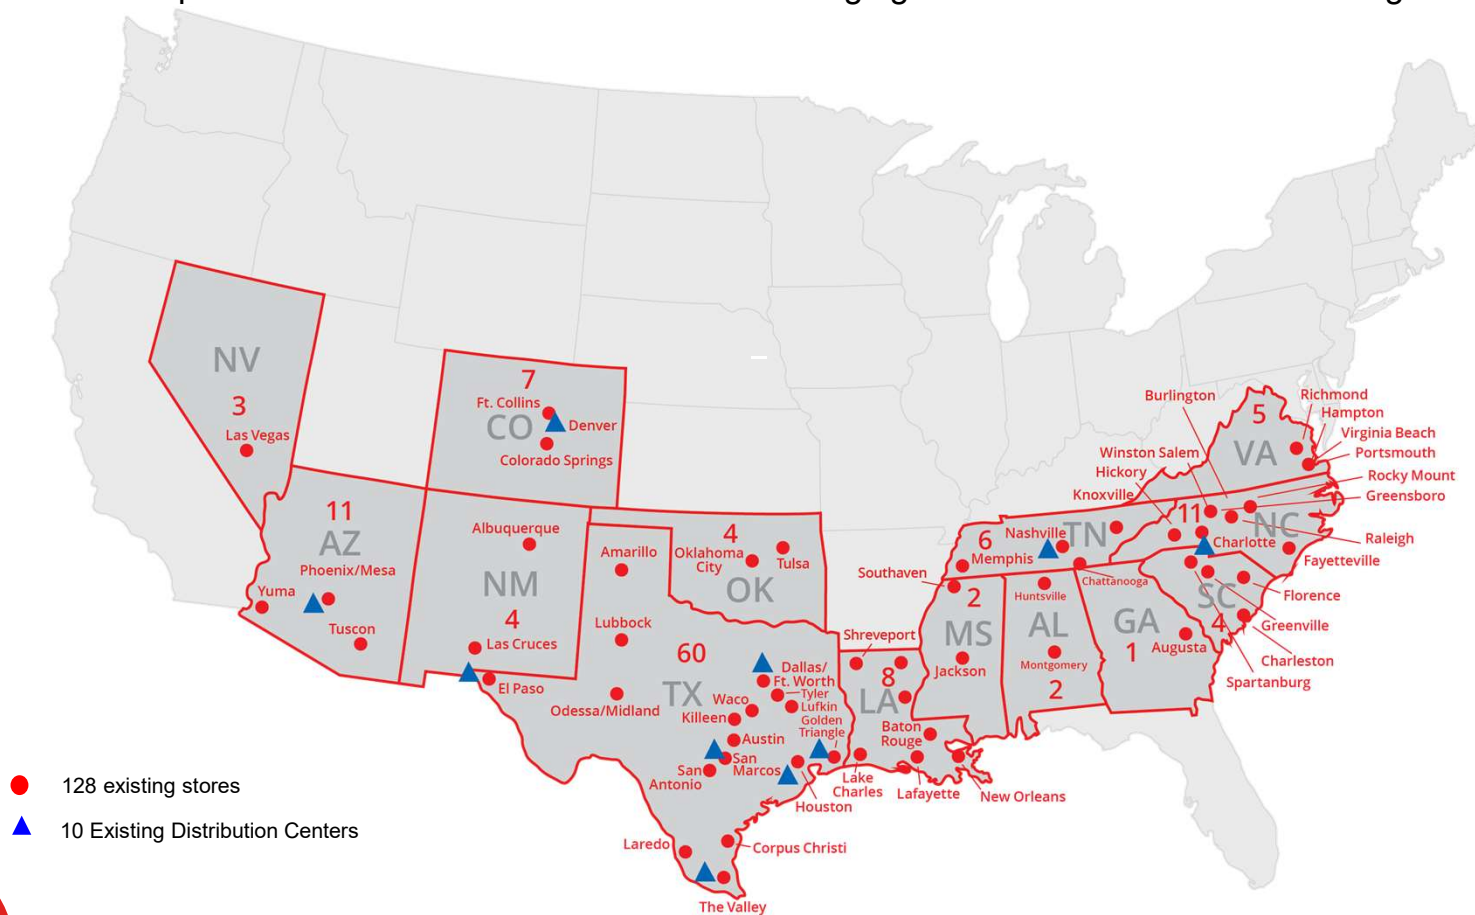 NV
3
Las Vegas
7
Ft. Collins
CO
Denver
Colorado Springs
11
AZ
Phoenix/Mesa
Yuma
Tuscon
Albuquerque
NM
4
Las Cruces
4
Oklahoma
City
Tulsa
OK
Amarillo
Lubbock
60
TX
El Paso
Odessa/Midland
Dallas/
Ft. Worth
Tyler
Waco
Lufkin
Killeen
Golden
Triangle
Austin
San
Marcos
San
Antonio
Houston
Laredo
Corpus Christi
The Valley
Shreveport
8
LA
Baton
Rouge
Lake
Charles
Lafayette
New Orleans
Southaven
2
MS
Jackson
Huntsville
AL
Montgomery
2
GA
1
Augusta
6
Memphis
Nashville
TN
Chattanooga
Knoxville
Hickory
Winston Salem
Burlington
11
NC
Charlotte
5
VA
Richmond
Hampton
Virginia Beach
Portsmouth
Rocky Mount
Greensboro
Raleigh
Fayetteville
SC
4
Florence
Greenville
Charleston
Spartanburg
128 existing stores
10 Existing Distribution Centers